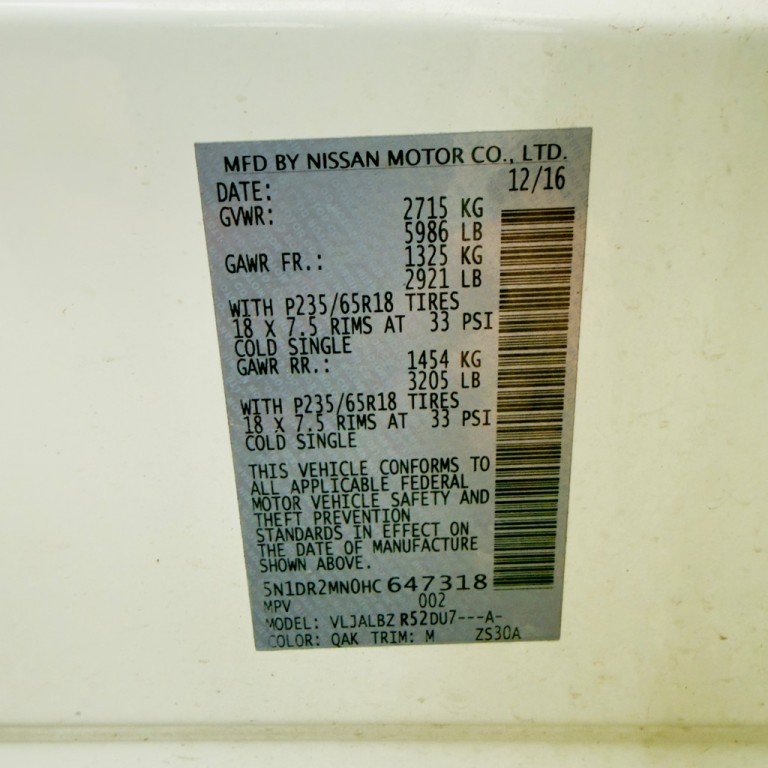 MFD BY NISSAN MOTOR CO., LTD.
DATE: 12/16
GVWR: 2715 KG
5986 LB
GAWR FR.: 1325 KG
2921 LB
WITH P235/65R18 TIRES
18 X 7.5 RIMS AT 33 PSI
COLD SINGLE
GAWR RR.: 1454 KG
3205 LB
WITH P235/65R18 TIRES
18 X 7.5 RIMS AT 33 PSI
COLD SINGLE
THIS VEHICLE CONFORMS TO
ALL APPLICABLE FEDERAL
MOTOR VEHICLE SAFETY AND
THEFT PREVENTION
STANDARDS IN EFFECT ON
THE DATE OF MANUFACTURE
SHOWN ABOVE.
5N1DR2MN0HC 647318
MPV 002
MODEL: VLJALBZ R52DU7---A-
COLOR: QAK TRIM: M ZS30A